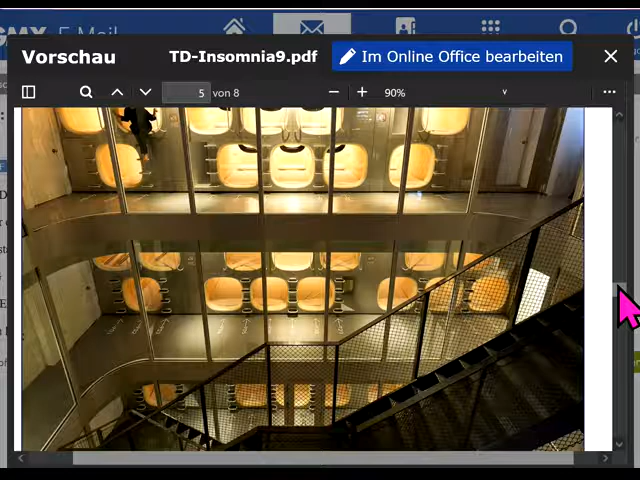 GMX E-Mail
Vorschau TD-Insomnia9.pdf Im Online Office bearbeiten
5 von 8 90%